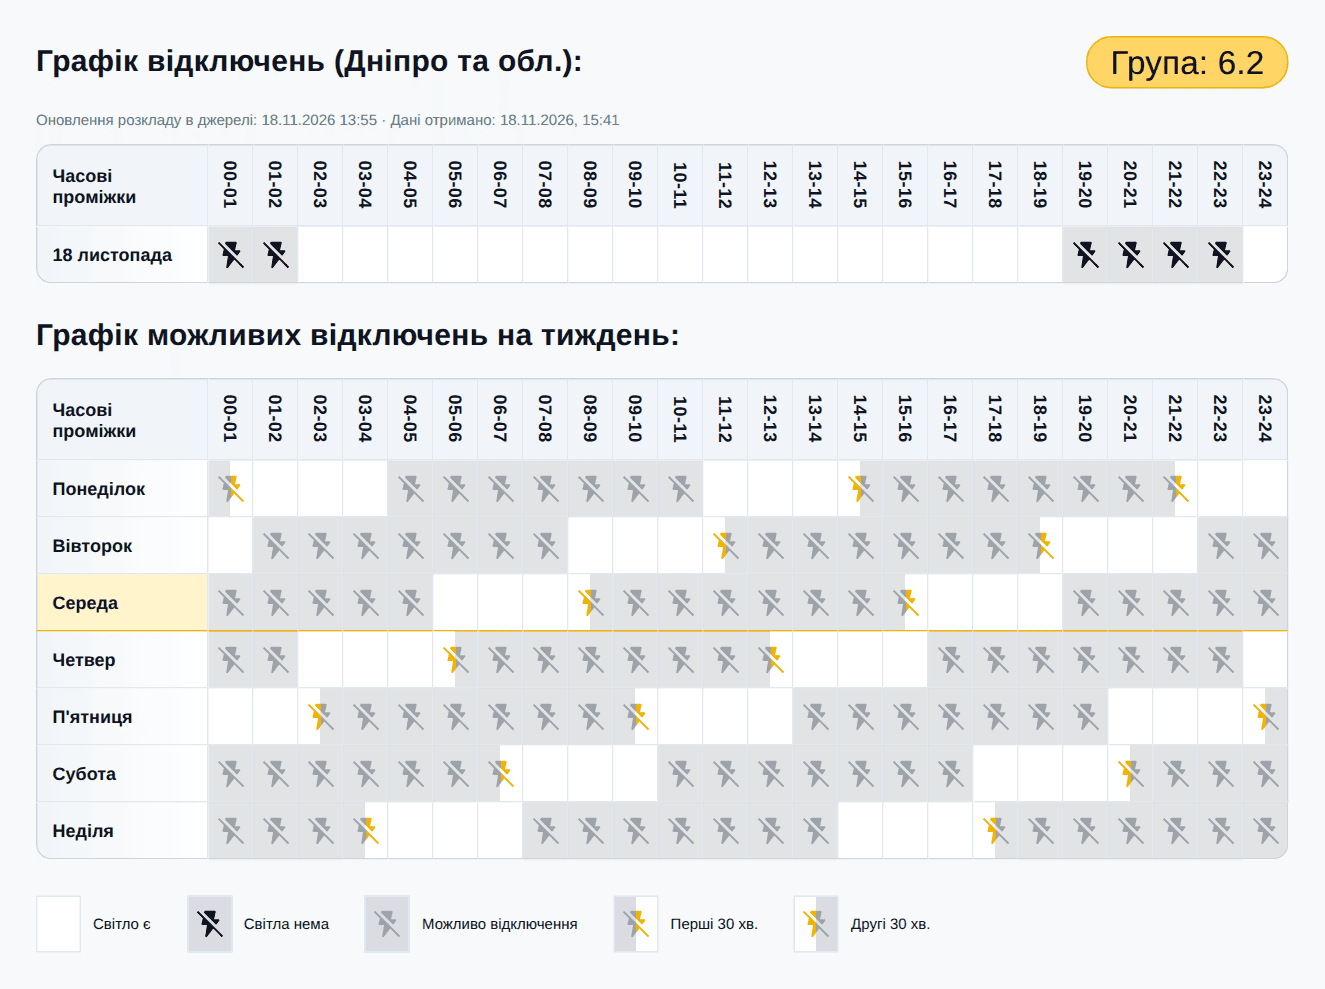 Графік відключень (Дніпро та обл.):
Група: 6.2
Оновлення розкладу в джерелі: 18.11.2026 13:55 · Дані отримано: 18.11.2026, 15:41
Часові проміжки 00-01 01-02 02-03 03-04 04-05 05-06 06-07 07-08 08-09 09-10 10-11 11-12 12-13 13-14 14-15 15-16 16-17 17-18 18-19 19-20 20-21 21-22 22-23 23-24
18 листопада
Графік можливих відключень на тиждень:
Часові проміжки 00-01 01-02 02-03 03-04 04-05 05-06 06-07 07-08 08-09 09-10 10-11 11-12 12-13 13-14 14-15 15-16 16-17 17-18 18-19 19-20 20-21 21-22 22-23 23-24
Понеділок
Вівторок
Середа
Четвер
П'ятниця
Субота
Неділя
Світло є Світла нема Можливо відключення Перші 30 хв. Другі 30 хв.